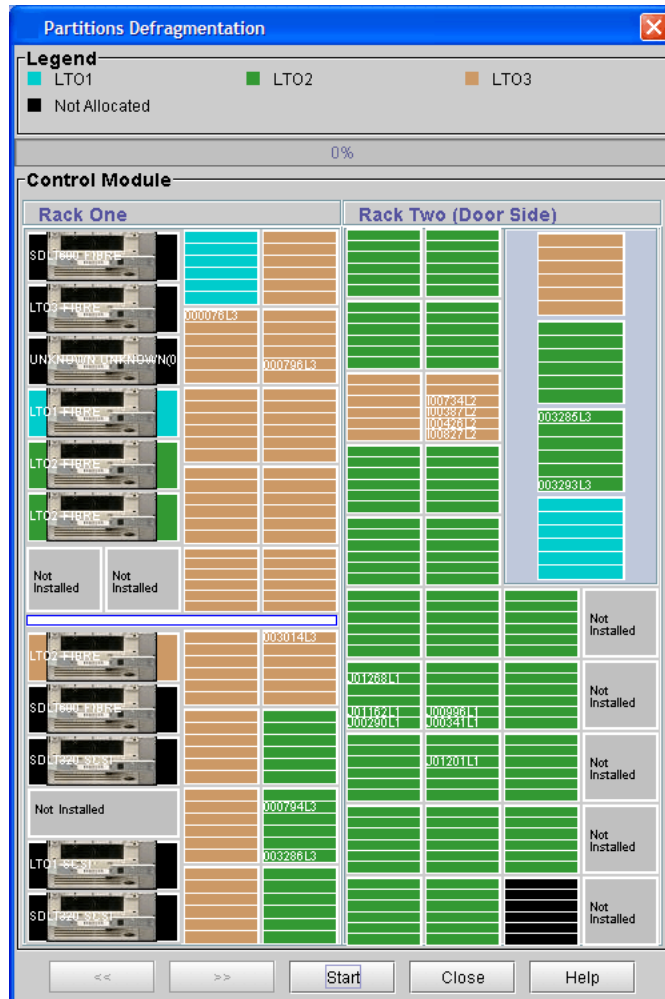 Partitions Defragmentation
Legend
LTO1
LTO2
LTO3
Not Allocated
0%
Control Module
Rack One
SDLT600 FIBRE
LTO3 FIBRE
UNKNOWN UNKNOWN(0
LTO1 FIBRE
LTO2 FIBRE
LTO2 FIBRE
Not
Installed
Not
Installed
LTO2 FIBRE
SDLT600 FIBRE
SDLT320 SCSI
Not Installed
LTO1 SCSI
SDLT320 SCSI
000076L3
000796L3
003014L3
000794L3
003286L3
Rack Two (Door Side)
J01268L1
J01162L1
J00290L1
I00734L2
I00387L2
I00426L2
I00827L2
J00996L1
J00341L1
J01201L1
003285L3
003293L3
Not
Installed
Not
Installed
Not
Installed
Not
Installed
Not
Installed
<<
>>
Start
Close
Help